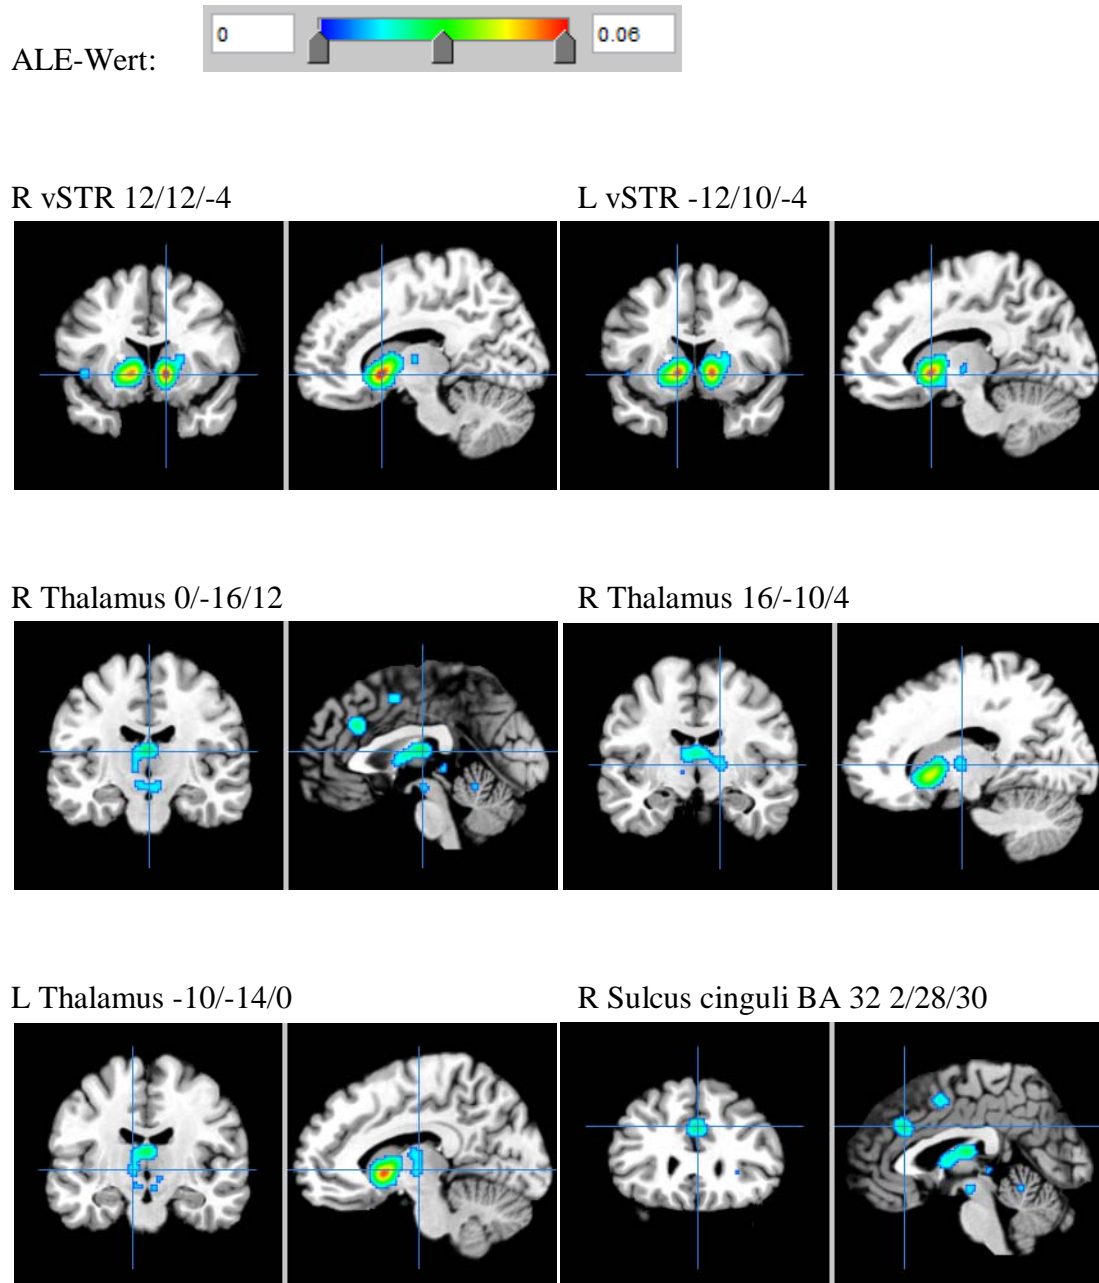 0 0.06
ALE-Wert:
R vSTR 12/12/-4 L vSTR -12/10/-4
R Thalamus 0/-16/12 R Thalamus 16/-10/4
L Thalamus -10/-14/0 R Sulcus cinguli BA 32 2/28/30